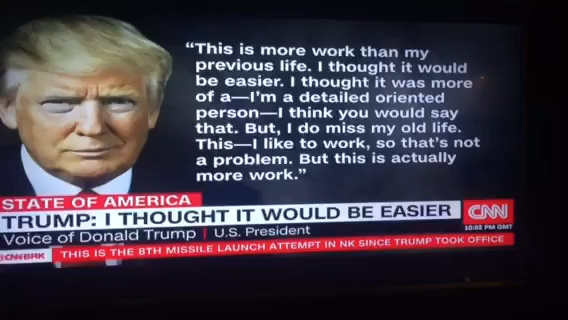 “This is more work than my
previous life. I thought it would
be easier. I thought it was more
of a—I'm a detailed oriented
person—I think you would say
that. But, I do miss my old life.
This—I like to work, so that's not
a problem. But this is actually
more work.”
STATE OF AMERICA
TRUMP: I THOUGHT IT WOULD BE EASIER
CNN
Voice of Donald Trump | U.S. President
10:02 PM GMT
CNN BRK THIS IS THE 8TH MISSILE LAUNCH ATTEMPT IN NK SINCE TRUMP TOOK OFFICE